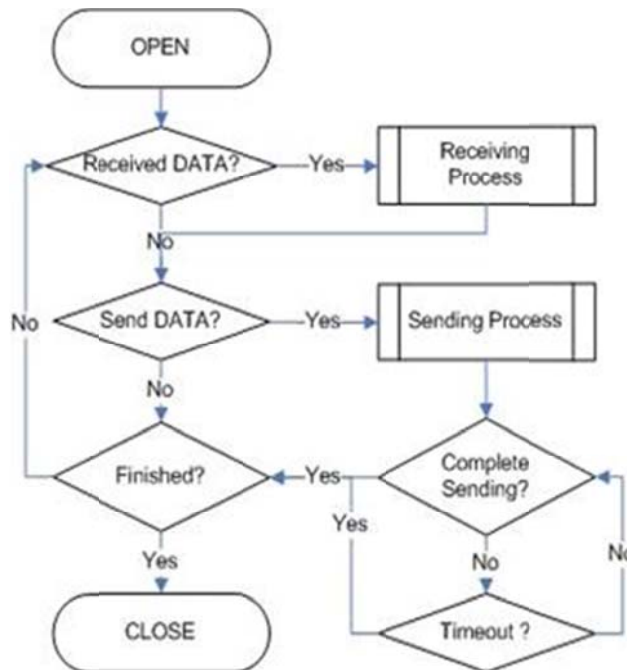 OPEN
Received DATA?
Yes
Receiving
Process
No
Send DATA?
Yes
Sending Process
No
No
Finished?
Yes
Complete
Sending?
Yes
No
No
Yes
CLOSE
Timeout ?